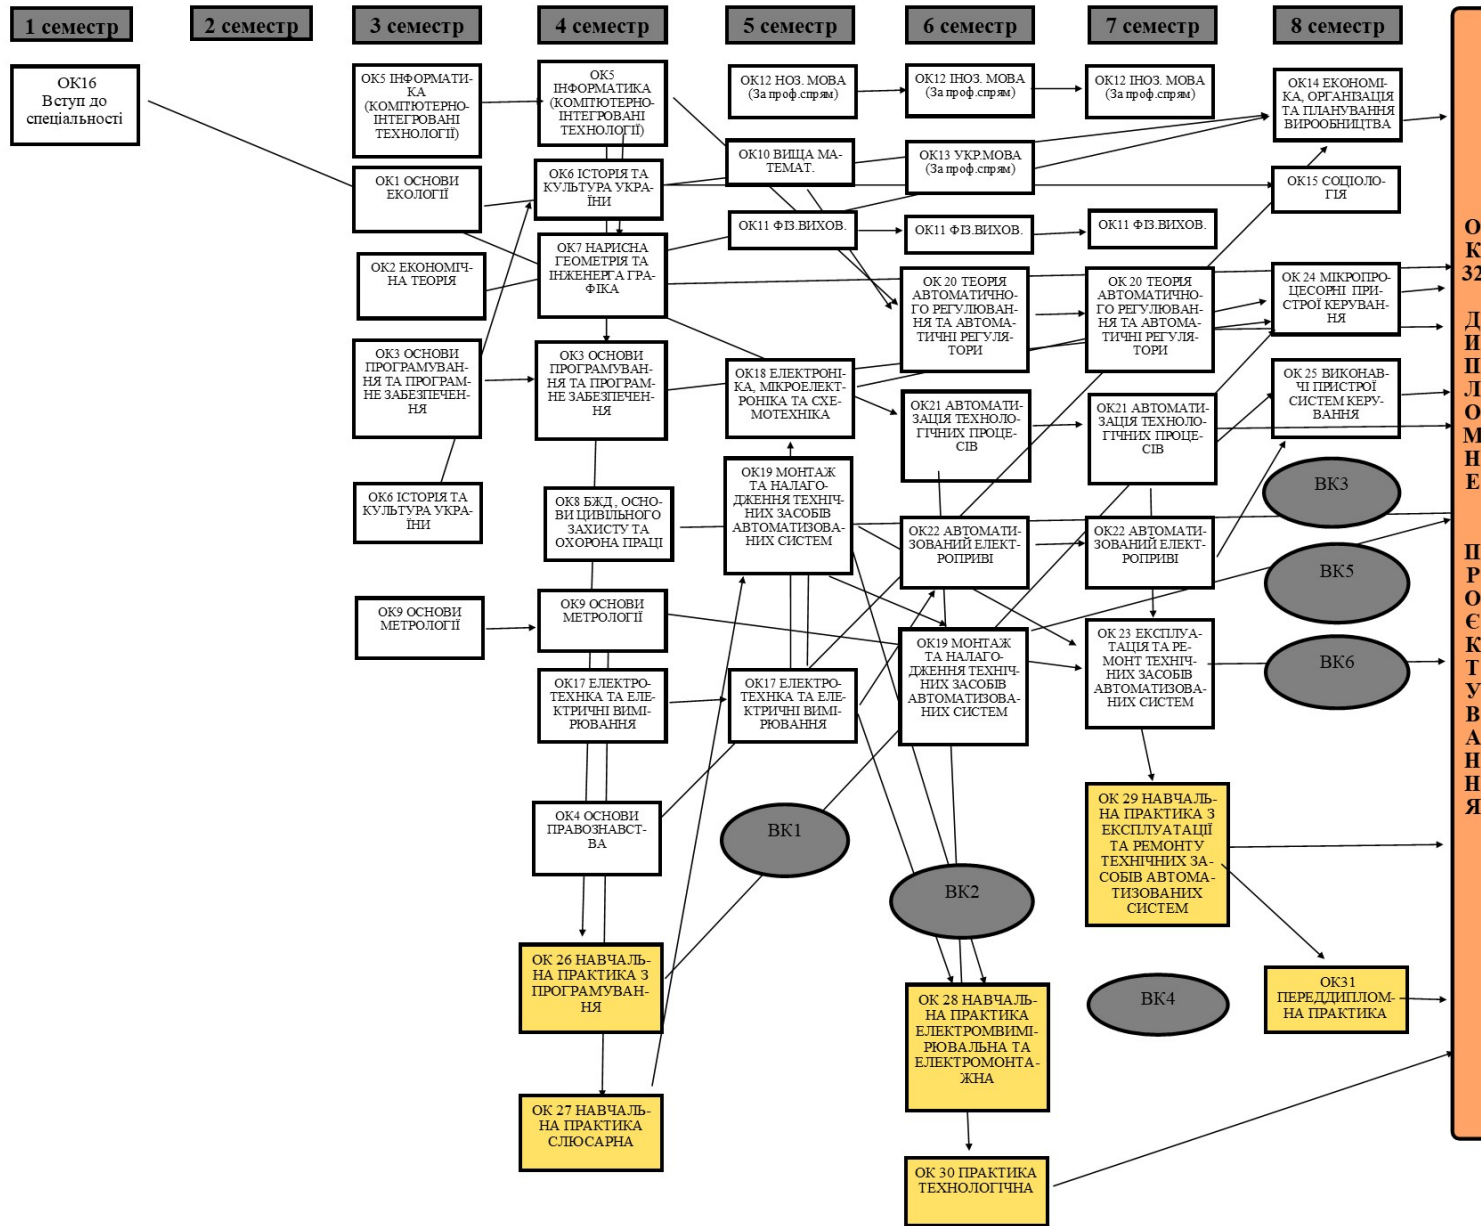 1 семестр
2 семестр
3 семестр
4 семестр
5 семестр
6 семестр
7 семестр
8 семестр
ОК16
Вступ до
спеціальності
ОК5 ІНФОРМАТИ-
КА
(КОМП'ЮТЕРНО-
ІНТЕГРОВАНІ
ТЕХНОЛОГІЇ)
ОК1 ОСНОВИ
ЕКОЛОГІЇ
ОК2 ЕКОНОМІЧ-
НА ТЕОРІЯ
ОК3 ОСНОВИ
ПРОГРАМУВАН-
НЯ ТА ПРОГРАМ-
НЕ ЗАБЕЗПЕЧЕН-
НЯ
ОК6 ІСТОРІЯ ТА
КУЛЬТУРА УКРА-
ЇНИ
ОК9 ОСНОВИ
МЕТРОЛОГІЇ
ОК5
ІНФОРМАТИКА
(КОМП'ЮТЕРНО-
ІНТЕГРОВАНІ
ТЕХНОЛОГІЇ)
ОК6 ІСТОРІЯ ТА
КУЛЬТУРА УКРА-
ЇНИ
ОК7 НАРИСНА
ГЕОМЕТРІЯ ТА
ІНЖЕНЕРГА ГРА-
ФІКА
ОК3 ОСНОВИ
ПРОГРАМУВАН-
НЯ ТА ПРОГРАМ-
НЕ ЗАБЕЗПЕЧЕН-
НЯ
ОК8 БЖД , ОСНО-
ВИ ЦИВІЛЬНОГО
ЗАХИСТУ ТА
ОХОРОНА ПРАЦІ
ОК9 ОСНОВИ
МЕТРОЛОГІЇ
ОК17 ЕЛЕКТРО-
ТЕХНКА ТА ЕЛЕ-
КТРИЧНІ ВИМІ-
РЮВАННЯ
ОК4 ОСНОВИ
ПРАВОЗНАВСТ-
ВА
ОК 26 НАВЧАЛЬ-
НА ПРАКТИКА З
ПРОГРАМУВАН-
НЯ
ОК 27 НАВЧАЛЬ-
НА ПРАКТИКА
СЛЮСАРНА
ОК12 НОЗ. МОВА
(За проф.спрям)
ОК10 ВИЩА МА-
ТЕМАТ.
ОК11 ФІЗ.ВИХОВ.
ОК18 ЕЛЕКТРОНІ-
КА, МІКРОЕЛЕКТ-
РОНІКА ТА СХЕ-
МОТЕХНІКА
ОК19 МОНТАЖ
ТА НАЛАГО-
ДЖЕННЯ ТЕХНІЧ-
НИХ ЗАСОБІВ
АВТОМАТИЗОВА-
НИХ СИСТЕМ
ОК17 ЕЛЕКТРО-
ТЕХНКА ТА ЕЛЕ-
КТРИЧНІ ВИМІ-
РЮВАННЯ
ВК1
ОК12 ІНОЗ. МОВА
(За проф.спрям)
ОК13 УКР.МОВА
(За проф.спрям)
ОК11 ФІЗ.ВИХОВ.
ОК 20 ТЕОРІЯ
АВТОМАТИЧНО-
ГО РЕГУЛЮВАН-
НЯ ТА АВТОМА-
ТИЧНІ РЕГУЛЯ-
ТОРИ
ОК21 АВТОМАТИ-
ЗАЦІЯ ТЕХНОЛО-
ГІЧНИХ ПРОЦЕ-
СІВ
ОК22 АВТОМАТИ-
ЗОВАНИЙ ЕЛЕКТ-
РОПРИВІ
ОК19 МОНТАЖ
ТА НАЛАГО-
ДЖЕННЯ ТЕХНІЧ-
НИХ ЗАСОБІВ
АВТОМАТИЗОВА-
НИХ СИСТЕМ
ВК2
ОК 28 НАВЧАЛЬ-
НА ПРАКТИКА
ЕЛЕКТРОМВИМІ-
РЮВАЛЬНА ТА
ЕЛЕКТРОМОНТА-
ЖНА
ОК 30 ПРАКТИКА
ТЕХНОЛОГІЧНА
ОК12 ІНОЗ. МОВА
(За проф.спрям)
ОК11 ФІЗ.ВИХОВ.
ОК 20 ТЕОРІЯ
АВТОМАТИЧНО-
ГО РЕГУЛЮВАН-
НЯ ТА АВТОМА-
ТИЧНІ РЕГУЛЯ-
ТОРИ
ОК21 АВТОМАТИ-
ЗАЦІЯ ТЕХНОЛО-
ГІЧНИХ ПРОЦЕ-
СІВ
ОК22 АВТОМАТИ-
ЗОВАНИЙ ЕЛЕКТ-
РОПРИВІ
ОК 23 ЕКСПЛУА-
ТАЦІЯ ТА РЕ-
МОНТ ТЕХНІЧ-
НИХ ЗАСОБІВ
АВТОМАТИЗОВА-
НИХ СИСТЕМ
ОК 29 НАВЧАЛЬ-
НА ПРАКТИКА З
ЕКСПЛУАТАЦІЇ
ТА РЕМОНТУ
ТЕХНІЧНИХ ЗА-
СОБІВ АВТОМА-
ТИЗОВАНИХ
СИСТЕМ
ВК4
ОК14 ЕКОНОМІ-
КА, ОРГАНІЗАЦІЯ
ТА ПЛАНУВАННЯ
ВИРООБНИЦТВА
ОК15 СОЦІОЛО-
ГІЯ
ОК 24 МІКРОПРО-
ЦЕСОРНІ ПРИ-
СТРОЇ КЕРУВАН-
НЯ
ОК 25 ВИКОНАВ-
ЧІ ПРИСТРОЇ
СИСТЕМ КЕРУ-
ВАННЯ
ВК3
ВК5
ВК6
ОК31
ПЕРЕДДИПЛОМ-
НА ПРАКТИКА
О
К
32
Д
И
П
Л
О
М
Н
Е
П
Р
О
Є
К
Т
У
В
А
Н
Н
Я